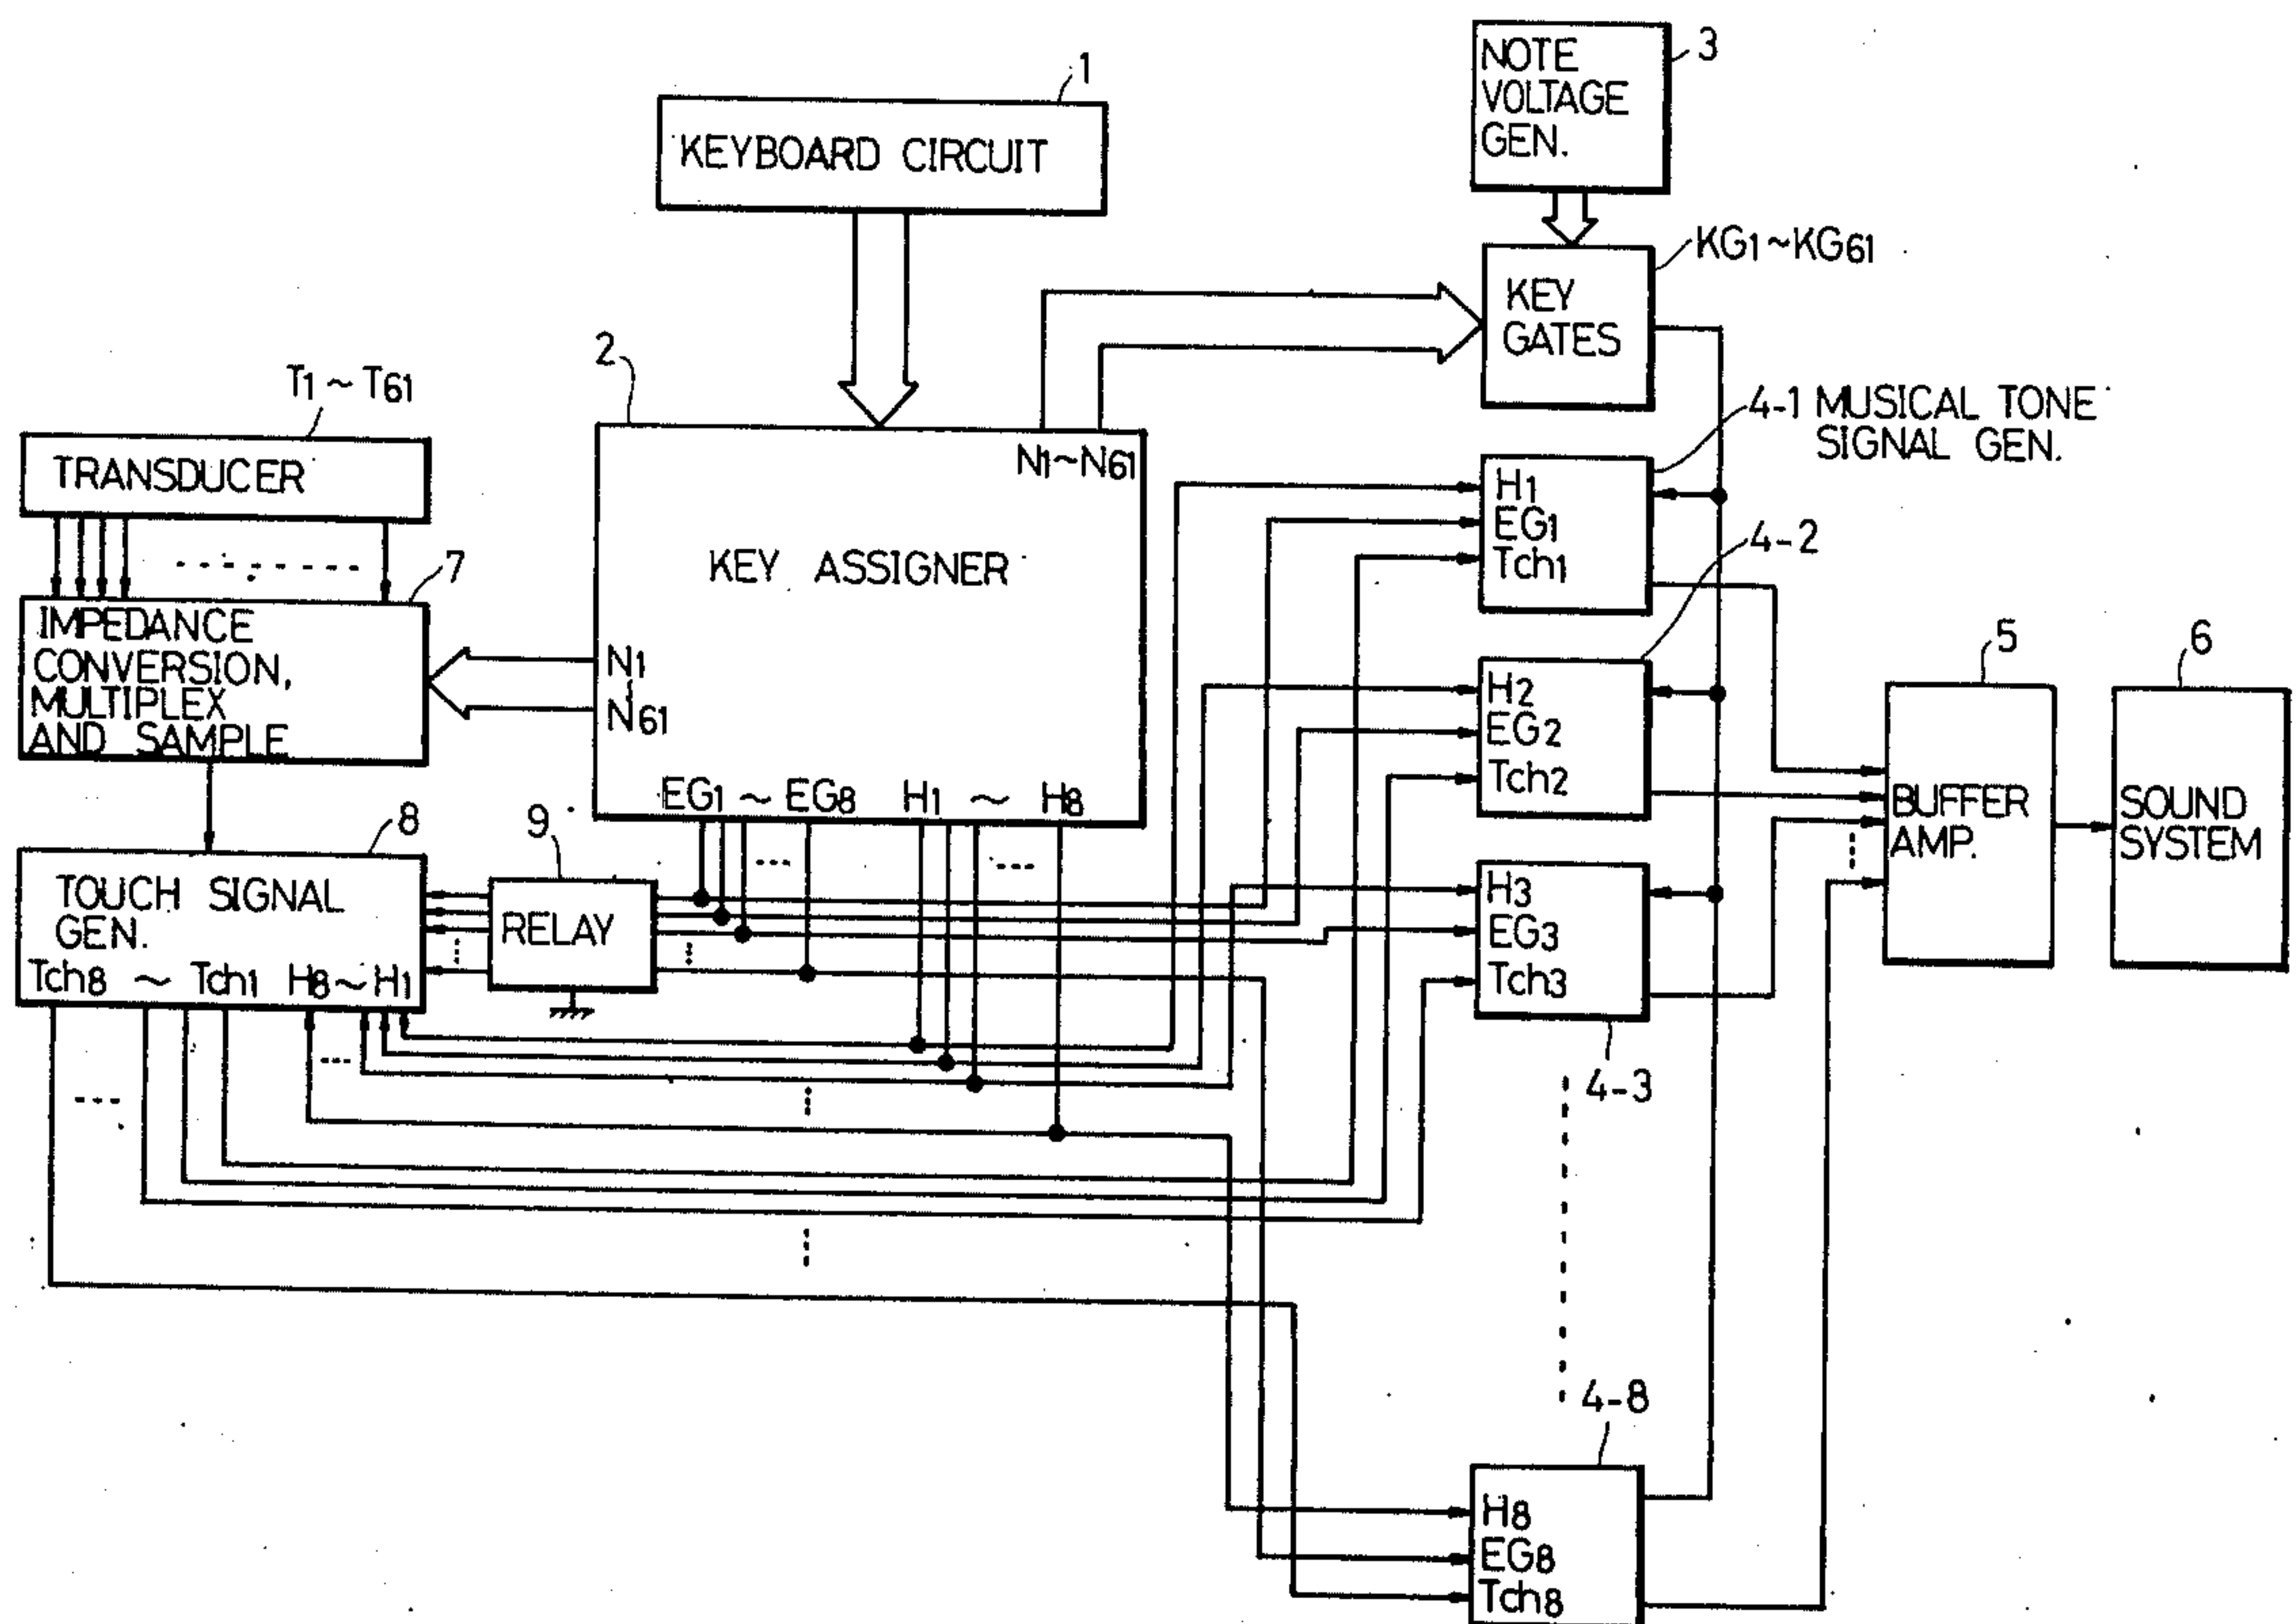 1
KEYBOARD CIRCUIT
3
NOTE
VOLTAGE
GEN.
KG1~KG61
KEY
GATES
2
T1 ~ T61
TRANSDUCER
N1~N61
KEY ASSIGNER
N1
N61
EG1 ~ EG8 H1 ~ H8
7
IMPEDANCE
CONVERSION,
MULTIPLEX
AND SAMPLE
8
TOUCH SIGNAL
GEN.
Tch8 ~ Tch1 H8~H1
9
RELAY
4-1 MUSICAL TONE
SIGNAL GEN.
H1
EG1
Tch1
4-2
H2
EG2
Tch2
H3
EG3
Tch3
4-3
4-8
H8
EG8
Tch8
5
BUFFER
AMP.
6
SOUND
SYSTEM